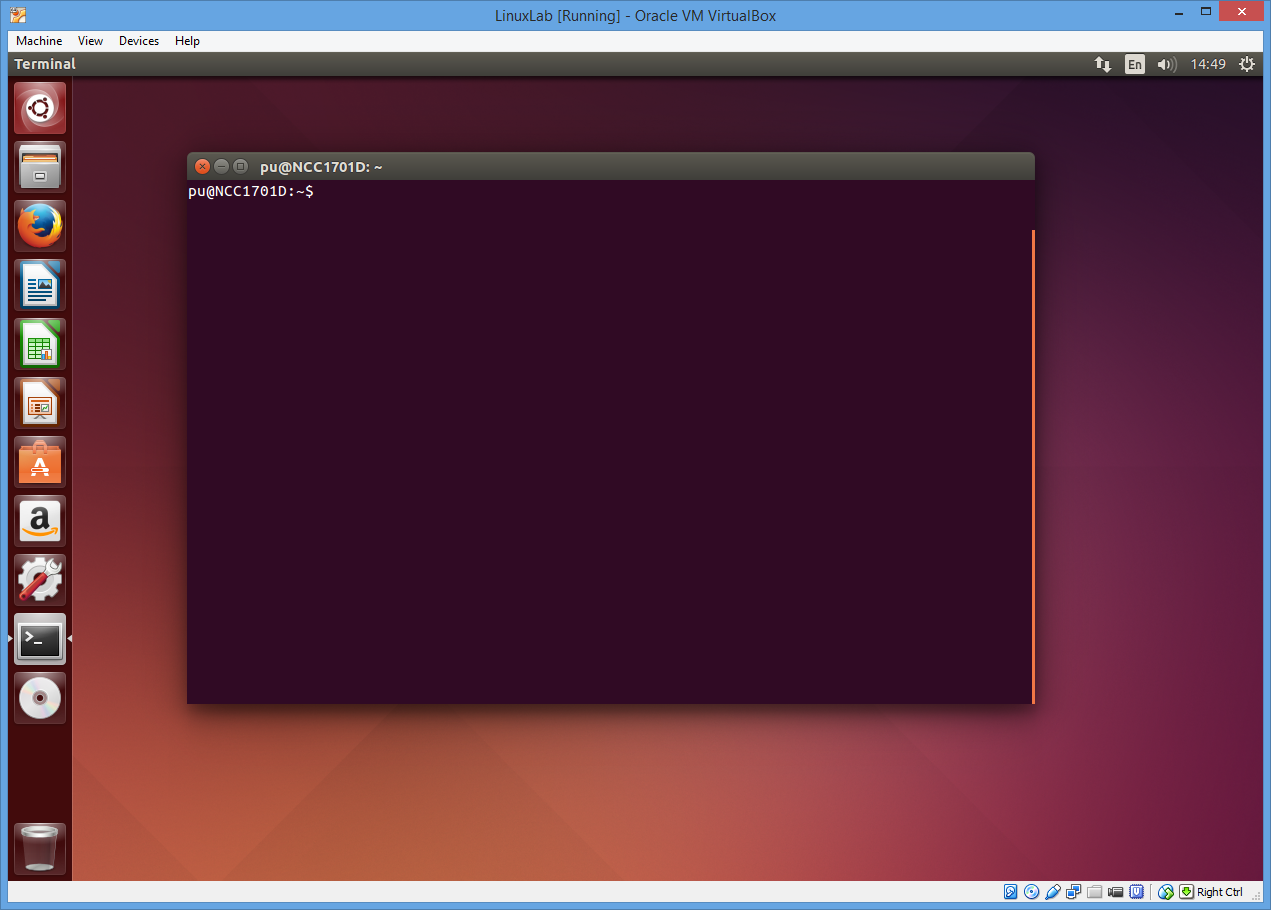 LinuxLab [Running] - Oracle VM VirtualBox
Machine View Devices Help
Terminal En 14:49
pu@NCC1701D: ~
pu@NCC1701D:~$
Right Ctrl